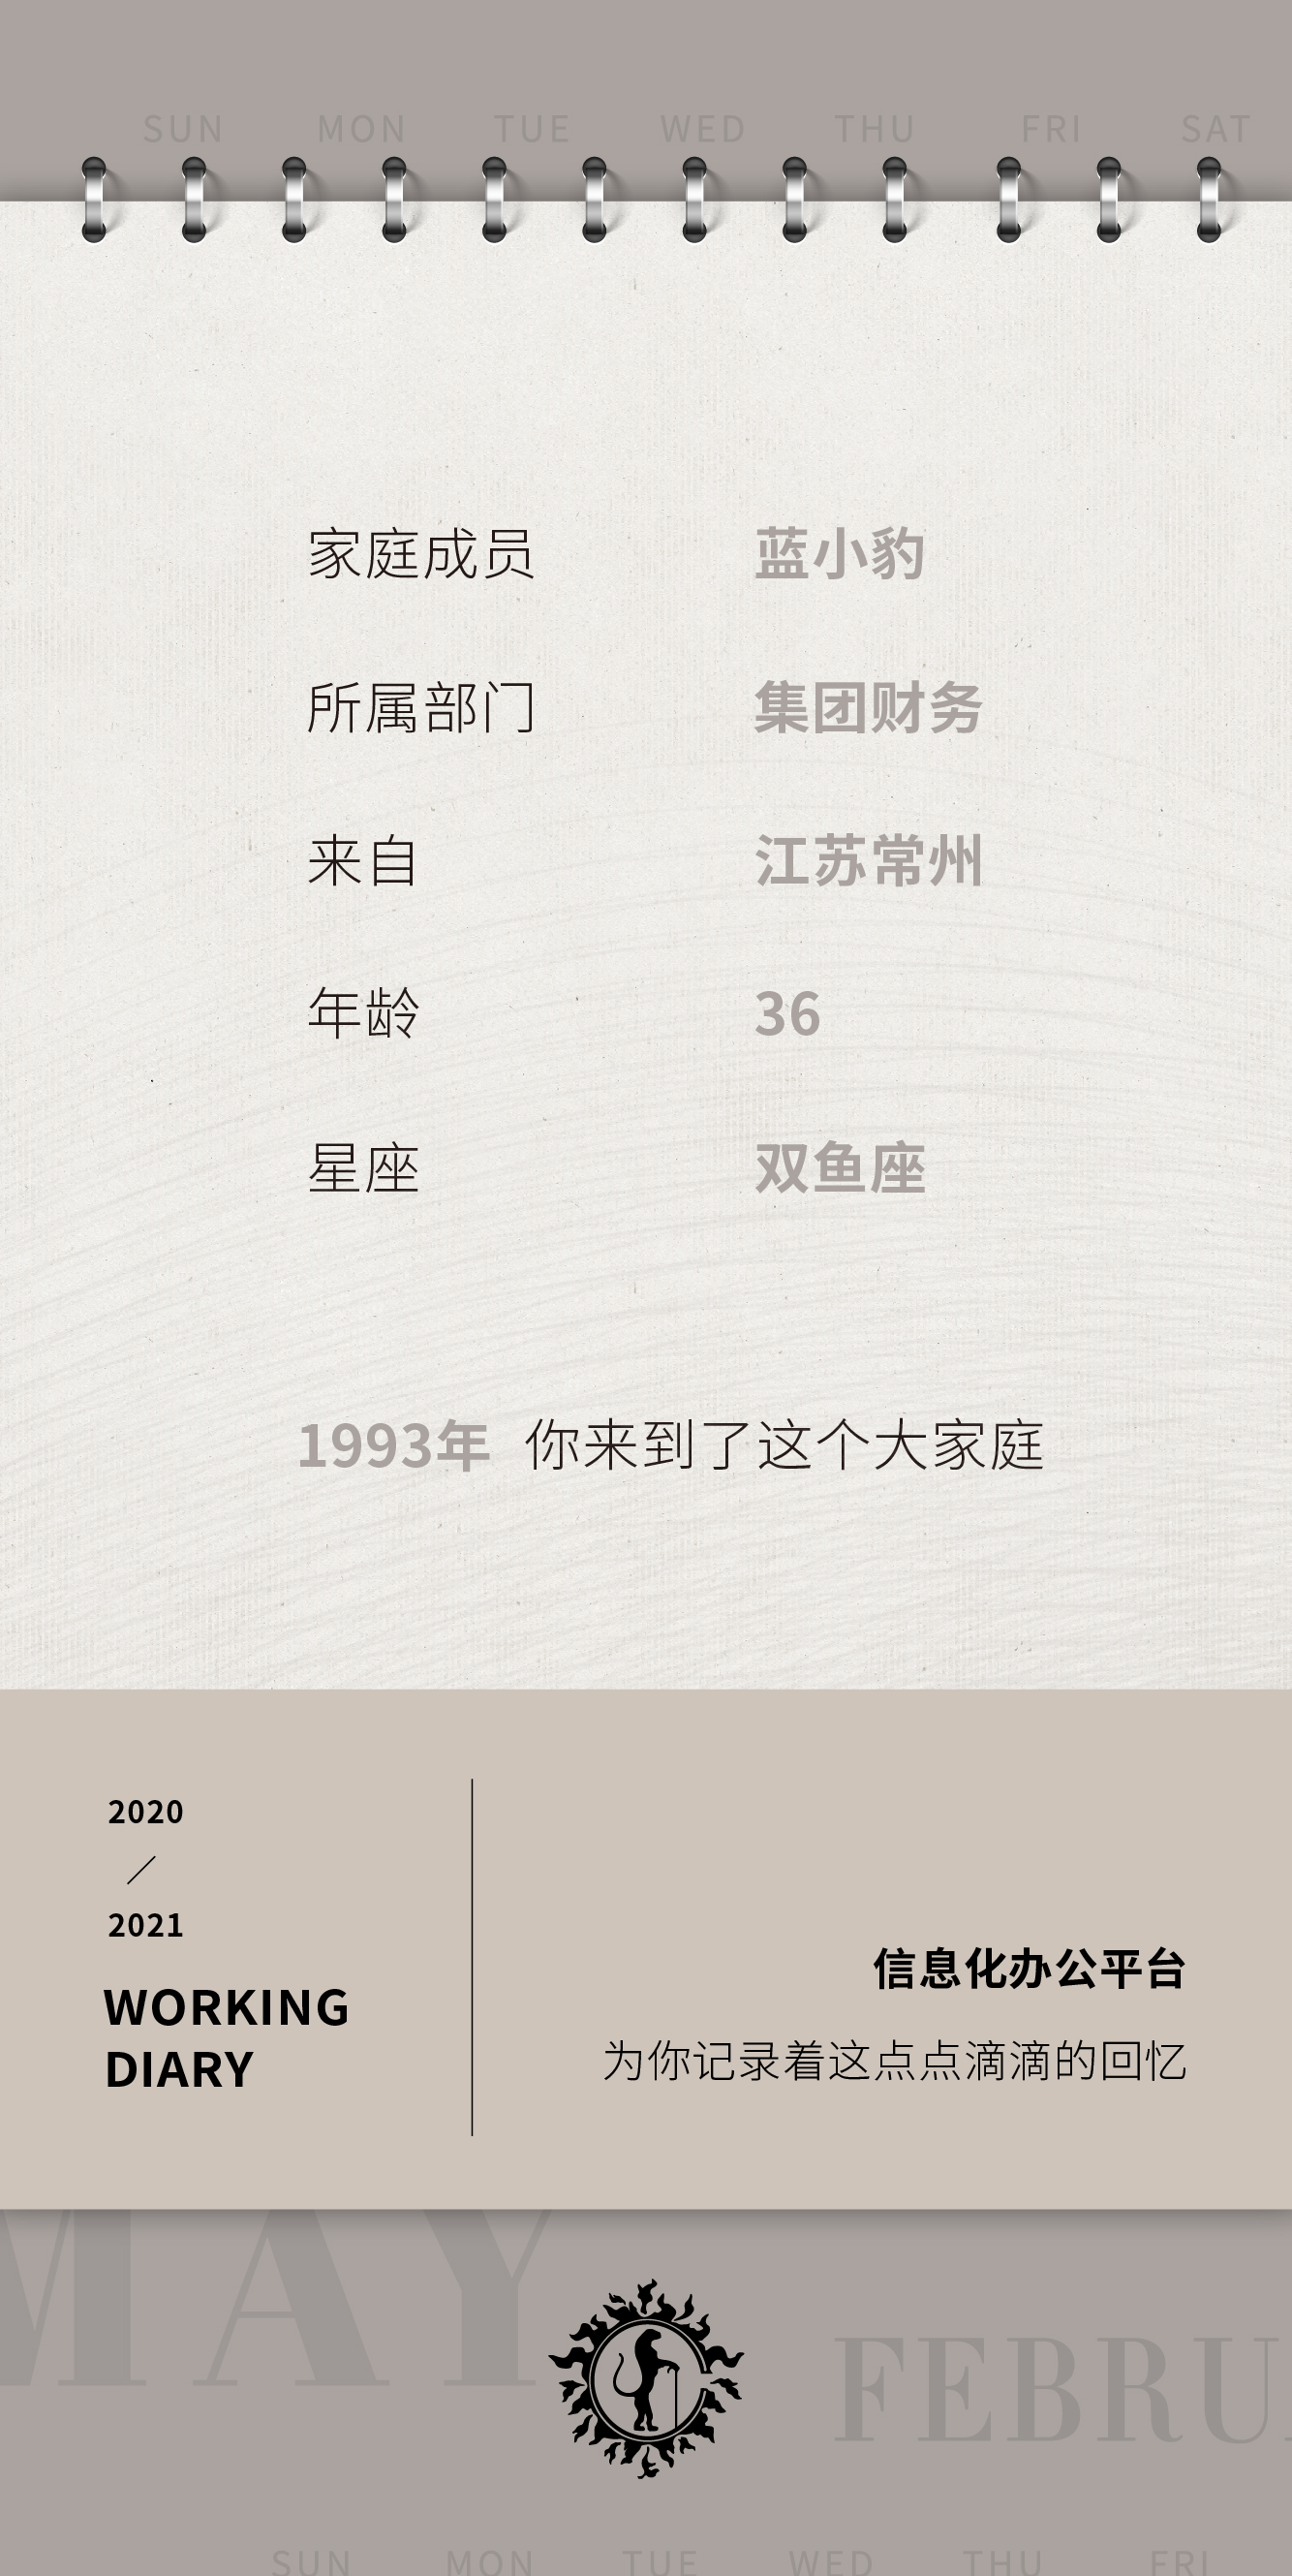 SUN MON TUE WED THU FRI SAT
家庭成员 蓝小豹
所属部门 集团财务
来自 江苏常州
年龄 36
星座 双鱼座
1993年 你来到了这个大家庭
2020
／
2021
WORKING
DIARY
信息化办公平台
为你记录着这点点滴滴的回忆
MAY
FEBRU
SUN MON TUE WED THU FRI